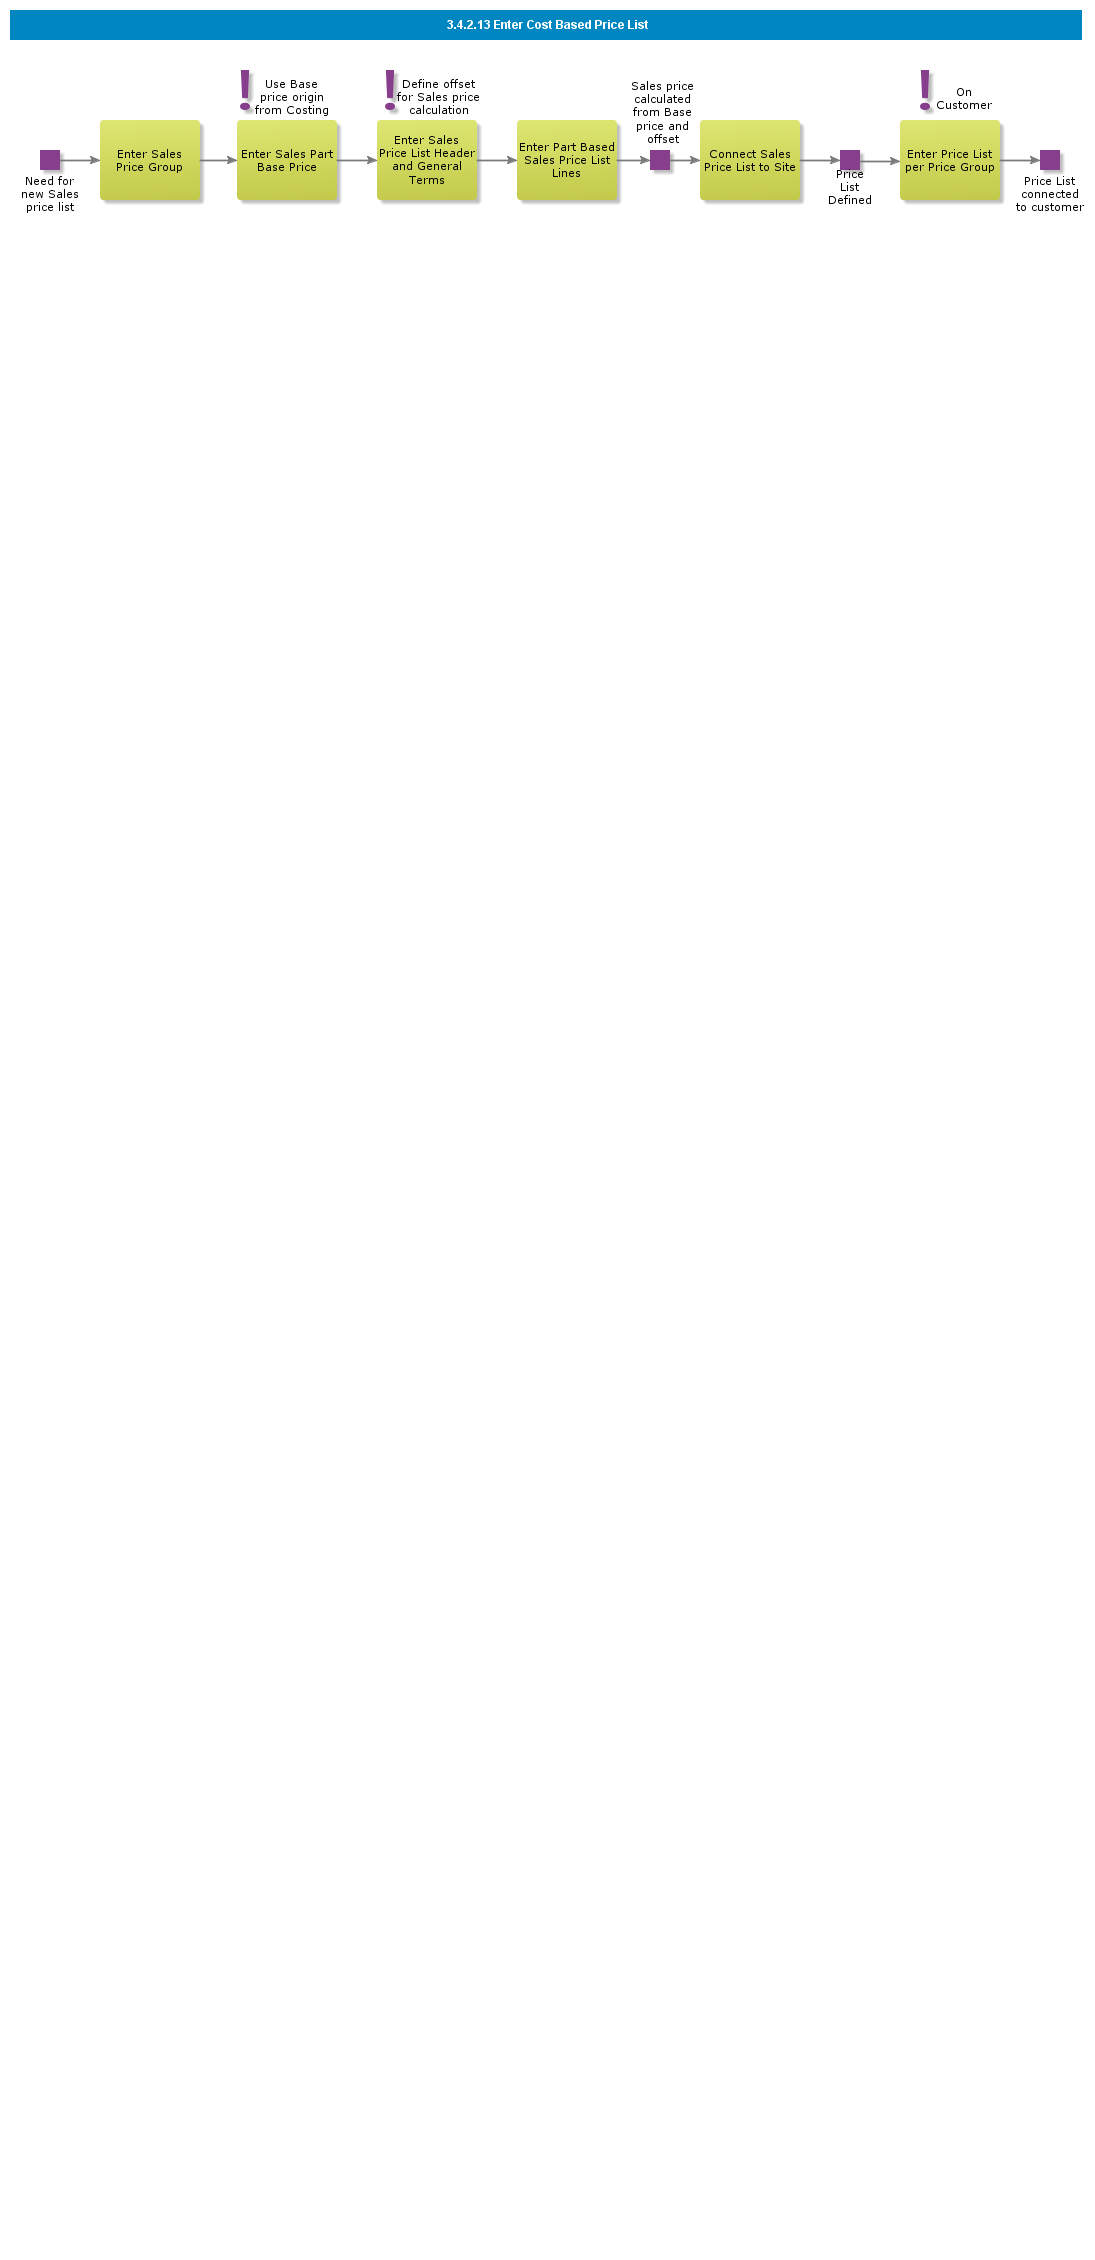 3.4.2.13 Enter Cost Based Price List
Use Base
price origin
from Costing
Define offset
for Sales price
calculation
Sales price
calculated
from Base
price and
offset
On
Customer
Need for
new Sales
price list
Enter Sales
Price Group
Enter Sales Part
Base Price
Enter Sales
Price List Header
and General
Terms
Enter Part Based
Sales Price List
Lines
Connect Sales
Price List to Site
Price
List
Defined
Enter Price List
per Price Group
Price List
connected
to customer